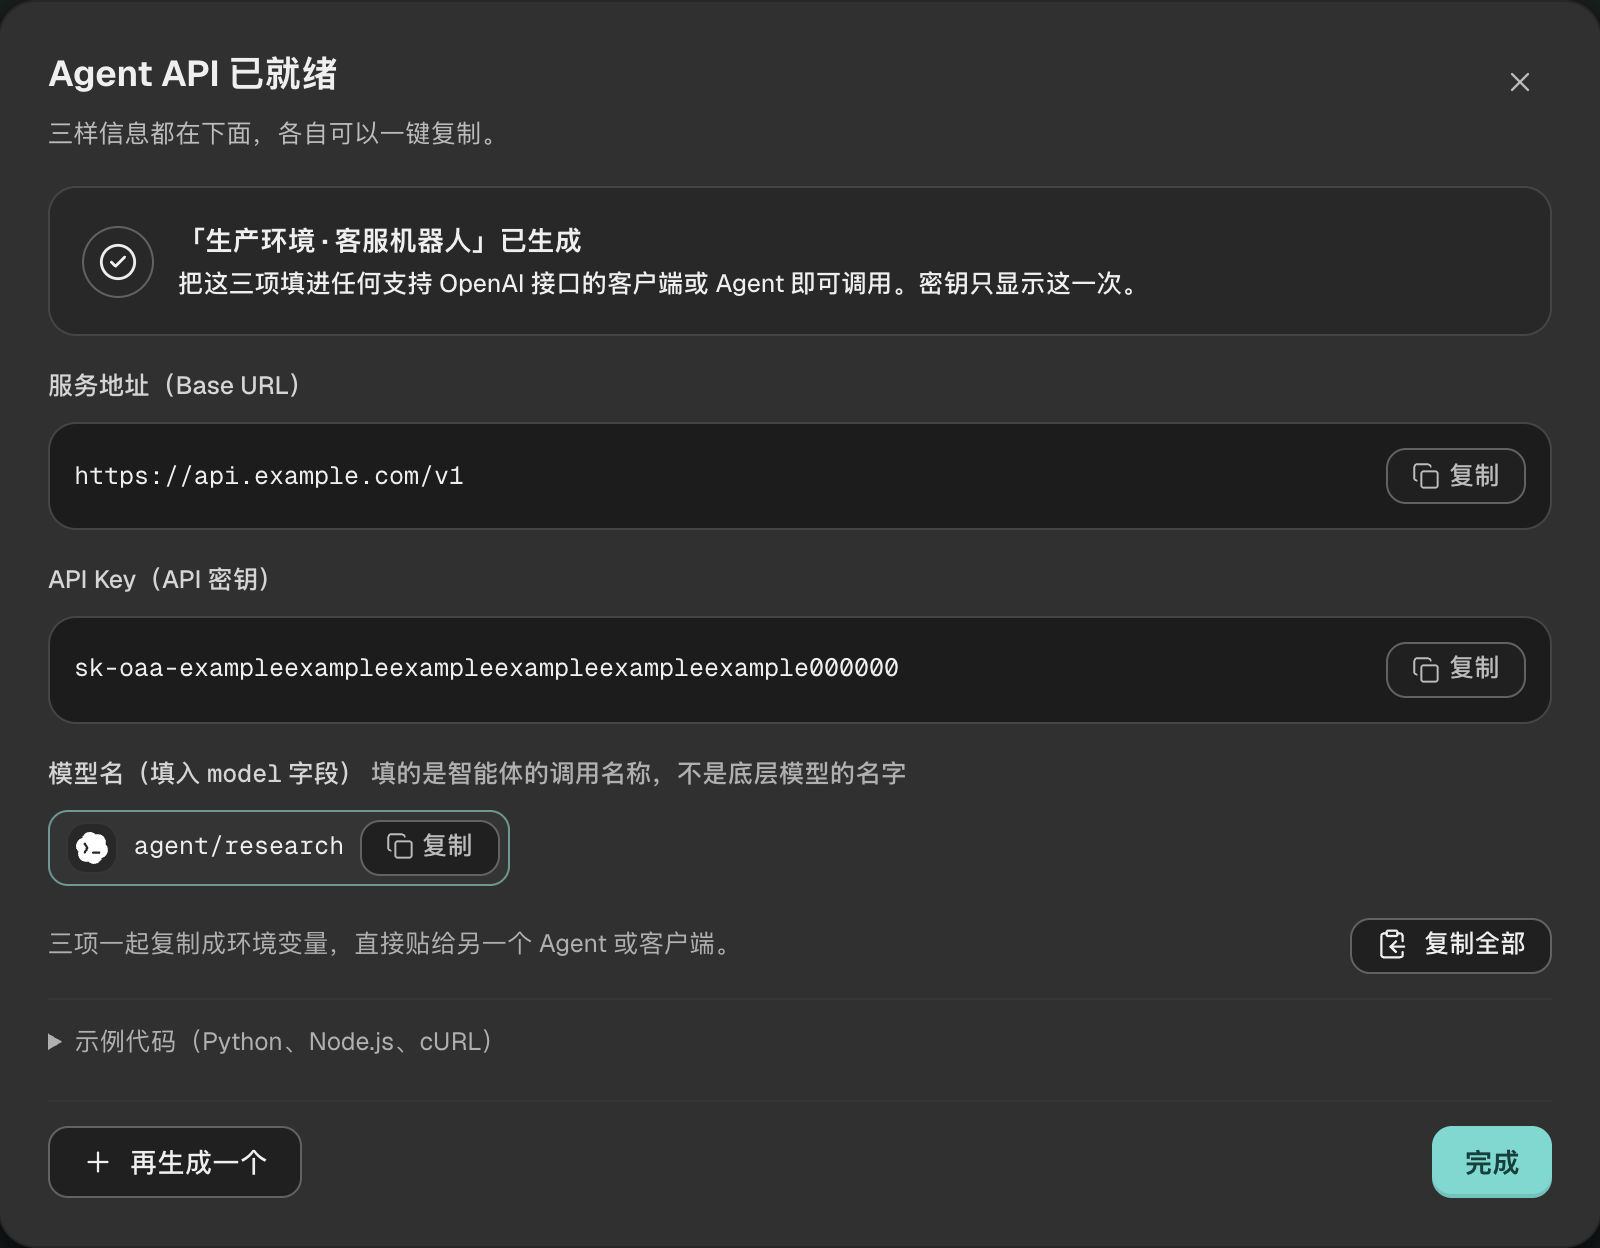 Agent API 已就绪
三样信息都在下面，各自可以一键复制。
「生产环境·客服机器人」已生成
把这三项填进任何支持 OpenAI 接口的客户端或 Agent 即可调用。密钥只显示这一次。
服务地址（Base URL）
https://api.example.com/v1
复制
API Key（API 密钥）
sk-oaa-exampleexampleexampleexampleexampleexample000000
复制
模型名（填入 model 字段） 填的是智能体的调用名称，不是底层模型的名字
agent/research
复制
三项一起复制成环境变量，直接贴给另一个 Agent 或客户端。
复制全部
示例代码（Python、Node.js、cURL）
再生成一个
完成